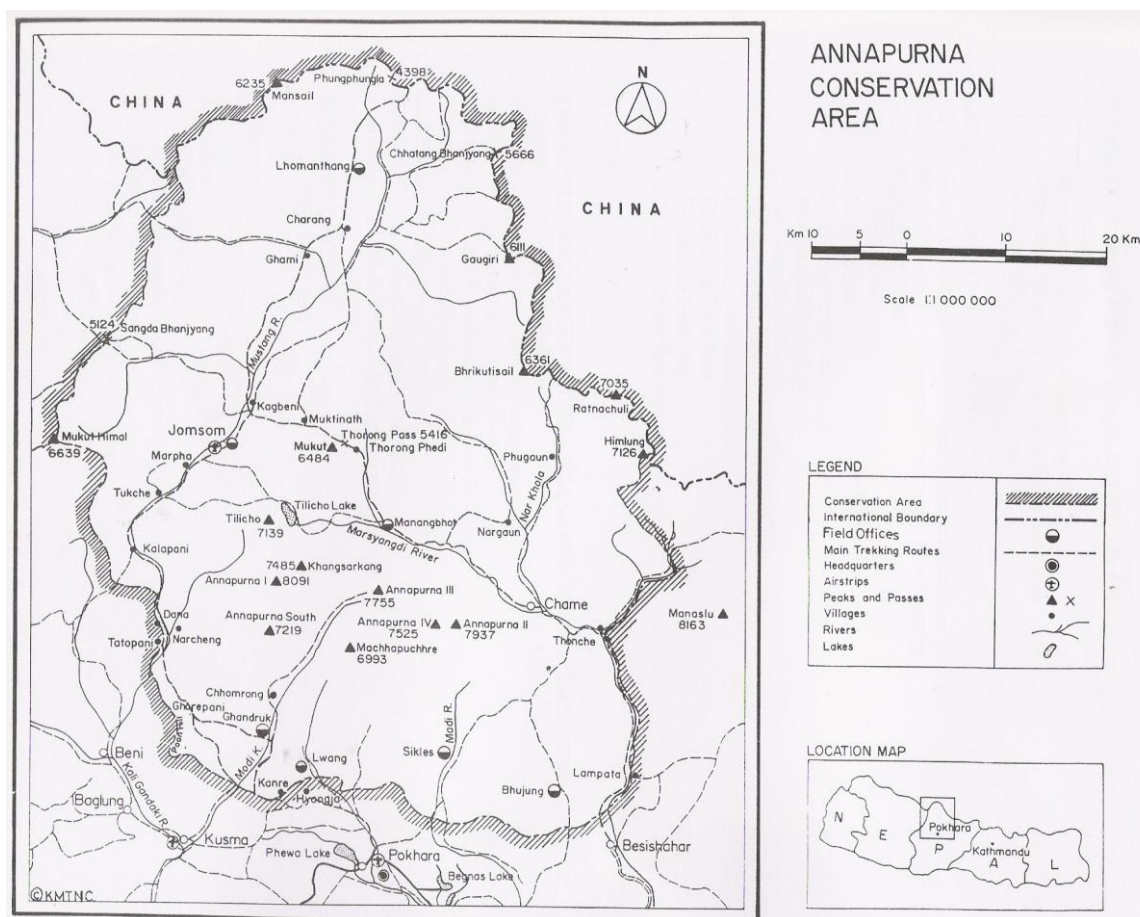 ANNAPURNA
CONSERVATION
AREA
Km 10 5 0 10 20 Km
Scale 1:1 000 000
LEGEND
Conservation Area
International Boundary
Field Offices
Main Trekking Routes
Headquarters
Airstrips
Peaks and Passes
Villages
Rivers
Lakes
LOCATION MAP
N E P A L
Pokhara
Kathmandu
N
CHINA
6235
Mansail
Phungphungla
4398
Chhatang Bhanjyang
5666
Lhomanthang
CHINA
Charang
Ghami
6111
Gaugiri
5124
Sangda Bhanjyang
Mustang R.
6361
Bhrikutisail
7035
Ratnachuli
Kagbeni
Muktinath
Mukut Himal
6639
Jomsom
Thorong Pass 5416
Thorong Phedi
Mukut
6484
Himlung
7126
Marpha
Phugaun
Nar Khola
Tukche
Tilicho Lake
Tilicho
7139
Manangbhot
Nargaun
Marsyangdi River
Kalapani
7485
Khangsarkang
Annapurna I
8091
Annapurna III
7755
Chame
Dana
Annapurna South
7219
Annapurna IV
7525
Annapurna II
7937
Manaslu
8163
Tatopani
Narcheng
Thonche
Machhapuchhre
6993
Chhomrong
Ghorepani
Ghandruk
Poon Hill
Modi R.
Beni
Lwang
Sikles
Modi K.
Kali Gandaki R.
Kanre
Hyangja
Bhujung
Lampata
Baglung
Kusma
Besishahar
Phewa Lake
Pokhara
Begnas Lake
©KMTNC.